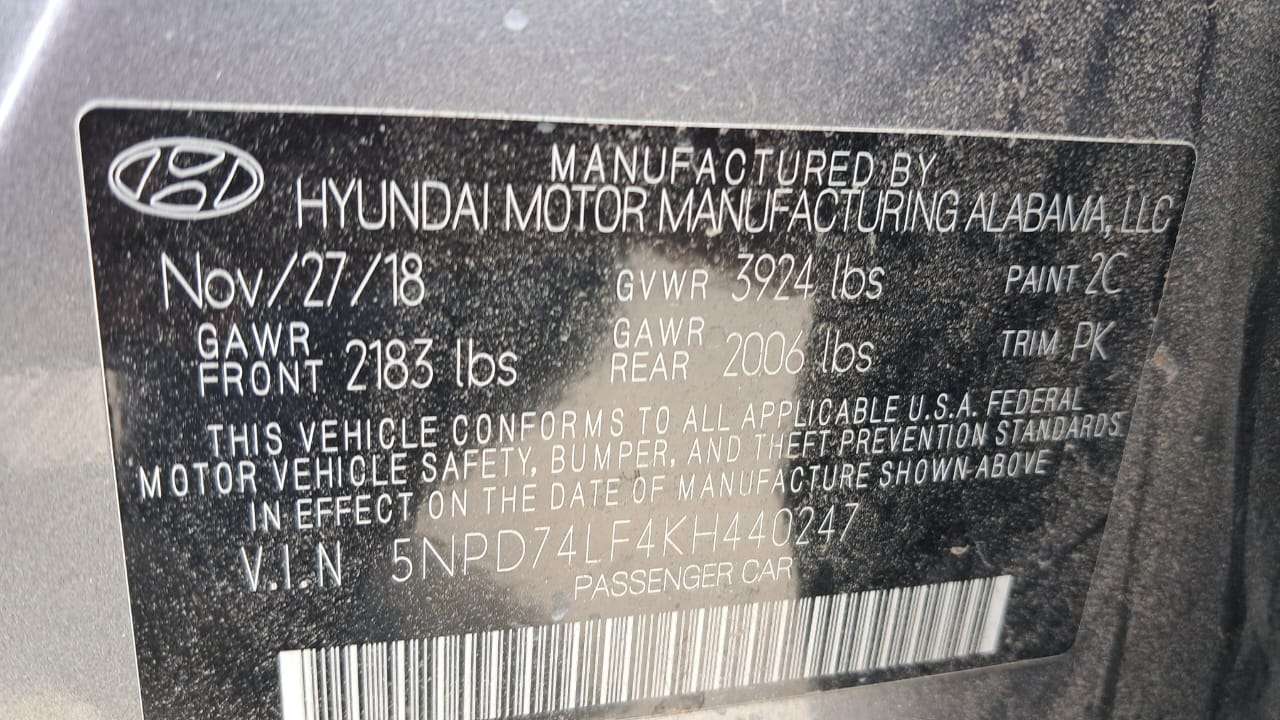 MANUFACTURED BY
HYUNDAI MOTOR MANUFACTURING ALABAMA, LLC
Nov/27/18 GVWR 3924 lbs PAINT 2C
GAWR FRONT 2183 lbs GAWR REAR 2006 lbs TRIM PK
THIS VEHICLE CONFORMS TO ALL APPLICABLE U.S.A. FEDERAL
MOTOR VEHICLE SAFETY, BUMPER, AND THEFT PREVENTION STANDARDS
IN EFFECT ON THE DATE OF MANUFACTURE SHOWN ABOVE
V.I.N 5NPD74LF4KH440247
PASSENGER CAR